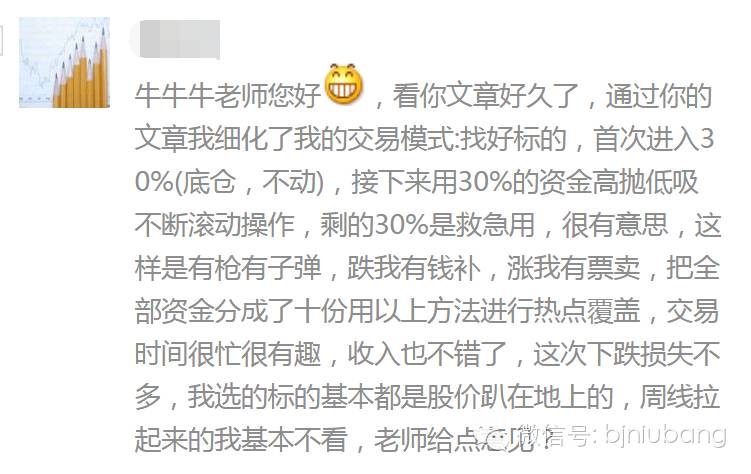 牛牛牛老师您好，看你文章好久了，通过你的
文章我细化了我的交易模式:找好标的，首次进入3
0%(底仓，不动)，接下来用30%的资金高抛低吸
不断滚动操作，剩的30%是救急用，很有意思，这
样是有枪有子弹，跌我有钱补，涨我有票卖，把全
部资金分成了十份用以上方法进行热点覆盖，交易
时间很忙很有趣，收入也不错了，这次下跌损失不
多，我选的标的基本都是股价趴在地上的，周线拉
起来的我基本不看，老师给点意见？
微信号: bjniubang